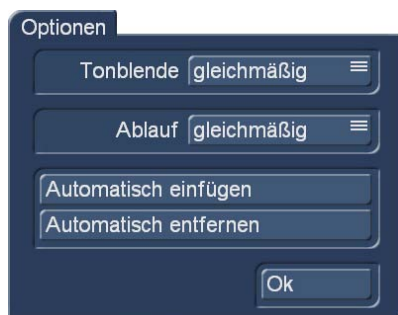 Optionen
Tonblende gleichmäßig
Ablauf gleichmäßig
Automatisch einfügen
Automatisch entfernen
Ok